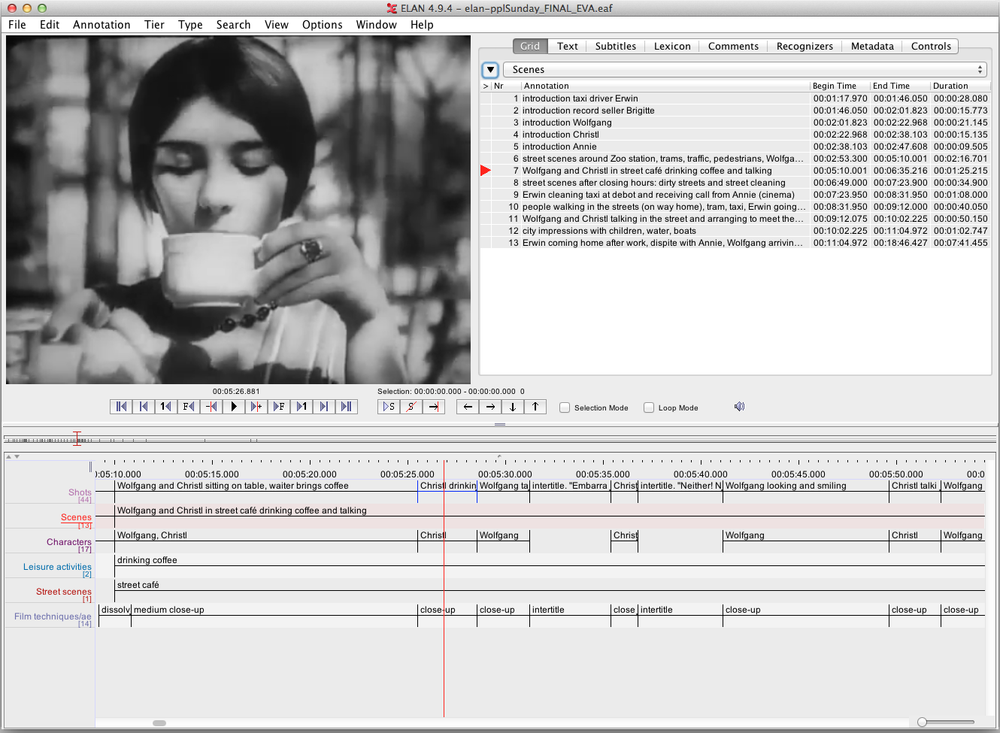 ELAN 4.9.4 - elan-pplSunday_FINAL_EVA.eaf
File Edit Annotation Tier Type Search View Options Window Help
Grid Text Subtitles Lexicon Comments Recognizers Metadata Controls
Scenes
> Nr Annotation Begin Time End Time Duration
1 introduction taxi driver Erwin 00:01:17.970 00:01:46.050 00:00:28.080
2 introduction record seller Brigitte 00:01:46.050 00:02:01.823 00:00:15.773
3 introduction Wolfgang 00:02:01.823 00:02:22.968 00:00:21.145
4 introduction Christl 00:02:22.968 00:02:38.103 00:00:15.135
5 introduction Annie 00:02:38.103 00:02:47.608 00:00:09.505
6 street scenes around Zoo station, trams, traffic, pedestrians, Wolfga... 00:02:53.300 00:05:10.001 00:02:16.701
7 Wolfgang and Christl in street café drinking coffee and talking 00:05:10.001 00:06:35.216 00:01:25.215
8 street scenes after closing hours: dirty streets and street cleaning 00:06:49.000 00:07:23.900 00:00:34.900
9 Erwin cleaning taxi at debot and receiving call from Annie (cinema) 00:07:23.950 00:08:31.950 00:01:08.000
10 people walking in the streets (on way home), tram, taxi, Erwin going... 00:08:31.950 00:09:12.000 00:00:40.050
11 Wolfgang and Christl talking in the street and arranging to meet the... 00:09:12.075 00:10:02.225 00:00:50.150
12 city impressions with children, water, boats 00:10:02.225 00:11:04.972 00:01:02.747
13 Erwin coming home after work, dispite with Annie, Wolfgang arrivin... 00:11:04.972 00:18:46.427 00:07:41.455
00:05:26.881
Selection: 00:00:00.000 - 00:00:00.000 0
1 F - + F 1 S S Selection Mode Loop Mode
0:05:10.000 00:05:15.000 00:05:20.000 00:05:25.000 00:05:30.000 00:05:35.000 00:05:40.000 00:05:45.000 00:05:50.000 00:0
Shots [44] Wolfgang and Christl sitting on table, waiter brings coffee Christl drinkin Wolfgang ta intertitle. "Embarra Christ intertitle. "Neither! N Wolfgang looking and smiling Christl talki Wolfgang
Scenes [13] Wolfgang and Christl in street café drinking coffee and talking
Characters [17] Wolfgang, Christl Christl Wolfgang Christ Wolfgang Christl Wolfgang
Leisure activities [2] drinking coffee
Street scenes [1] street café
Film techniques/ae [14] dissolv medium close-up close-up close-up intertitle close intertitle close-up close-up close-up